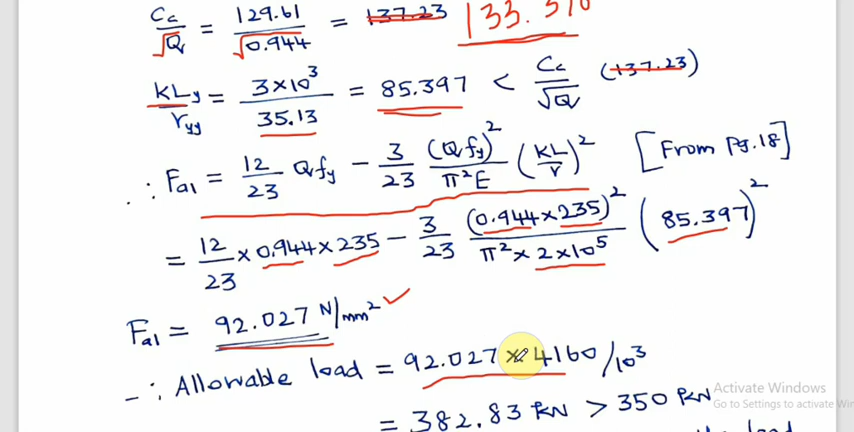 Cc/√Q = 129.61/√0.944 = 137.23 133.
KLy/ryy = 3×10³/35.13 = 85.397 < Cc/√Q (137.23)
∴ Fa1 = 12/23 Qfy − 3/23 (Qfy)²/π²E (KL/r)² [From Pg.18]
= 12/23 × 0.944×235 − 3/23 (0.944×235)²/π²×2×10⁵ (85.397)²
Fa1 = 92.027 N/mm² ✓
∴ Allowable load = 92.027 × 4160/10³
= 382.83 kN > 350 kN
Activate Windows
Go to Settings to activate Win